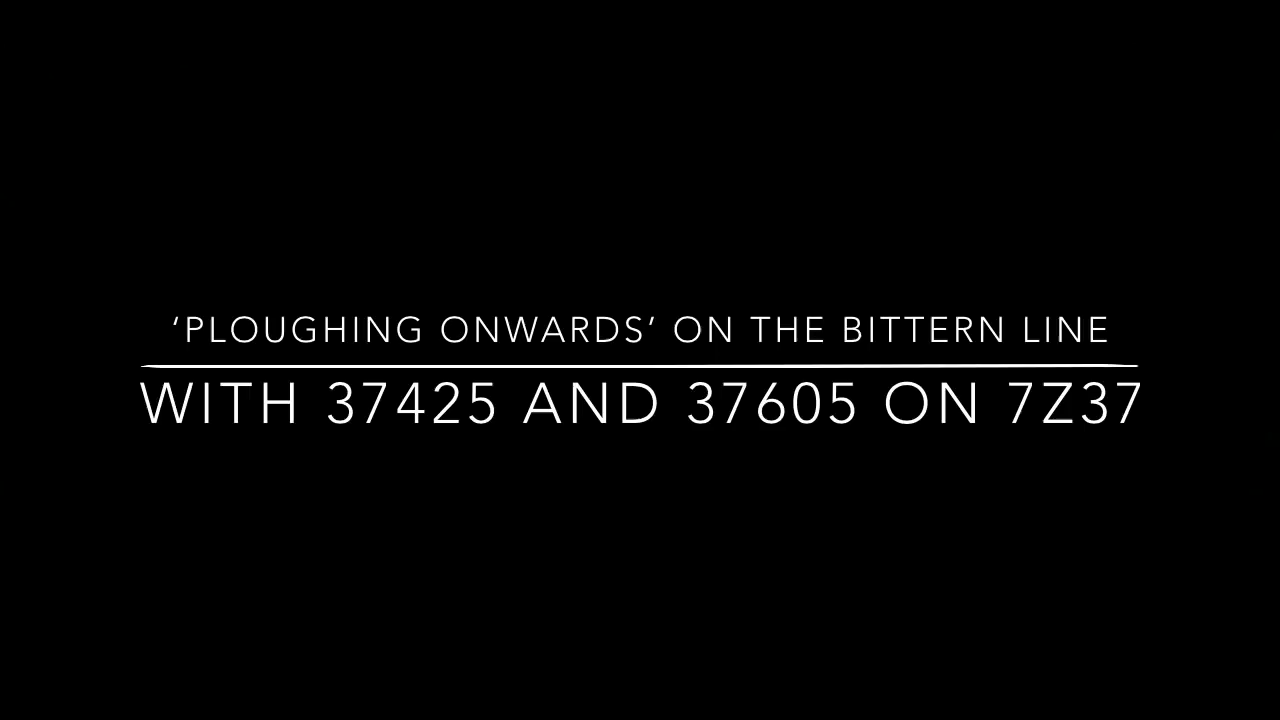 ‘PLOUGHING ONWARDS’ ON THE BITTERN LINE
WITH 37425 AND 37605 ON 7Z37